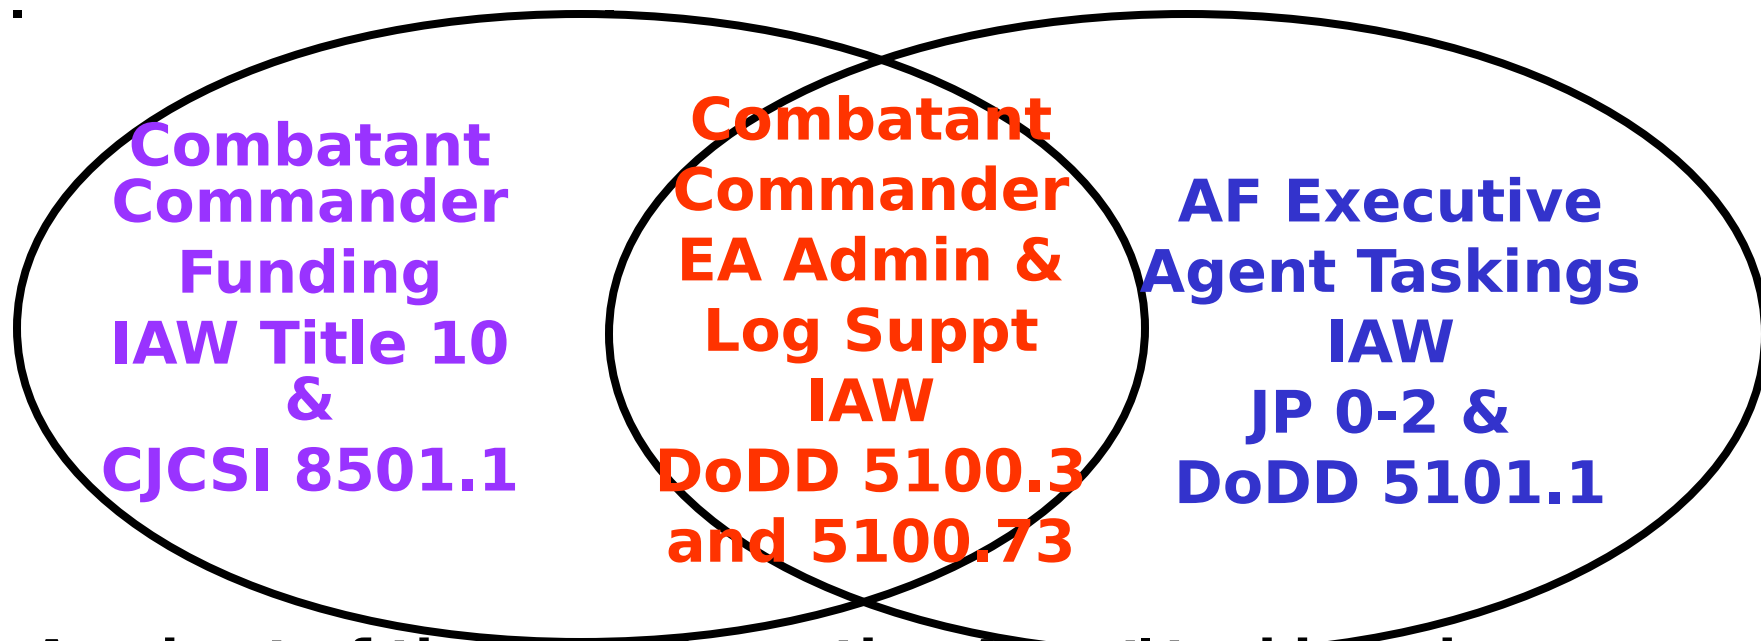 Combatant
Commander
Funding
IAW Title 10
&
CJCSI 8501.1
Combatant
Commander
EA Admin &
Log Suppt
IAW
DoDD 5100.3
and 5100.73
AF Executive
Agent Taskings
IAW
JP 0-2 &
DoDD 5101.1